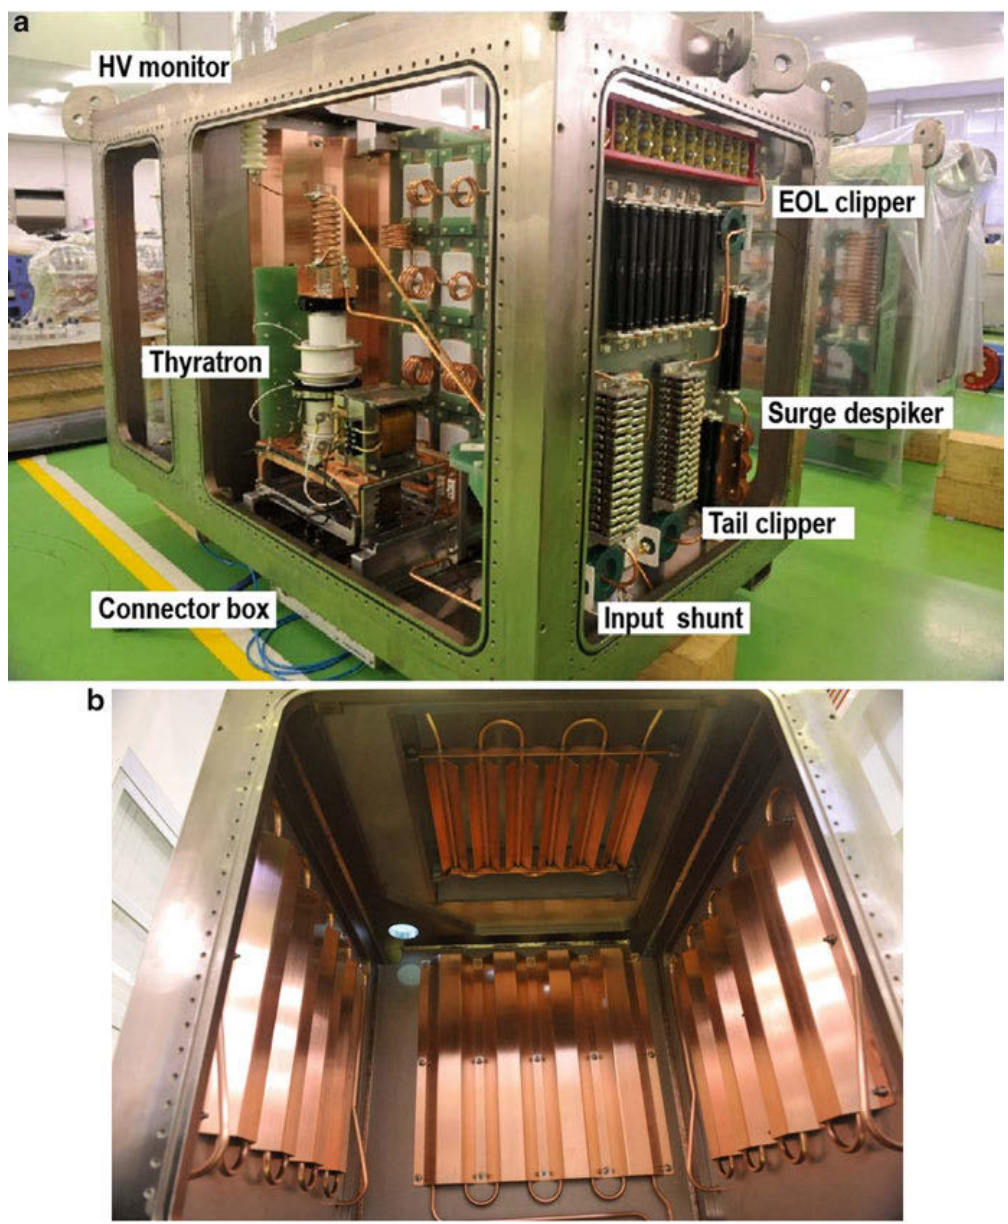 a
HV monitor
EOL clipper
Thyratron
Surge despiker
Tail clipper
Connector box
Input shunt
b